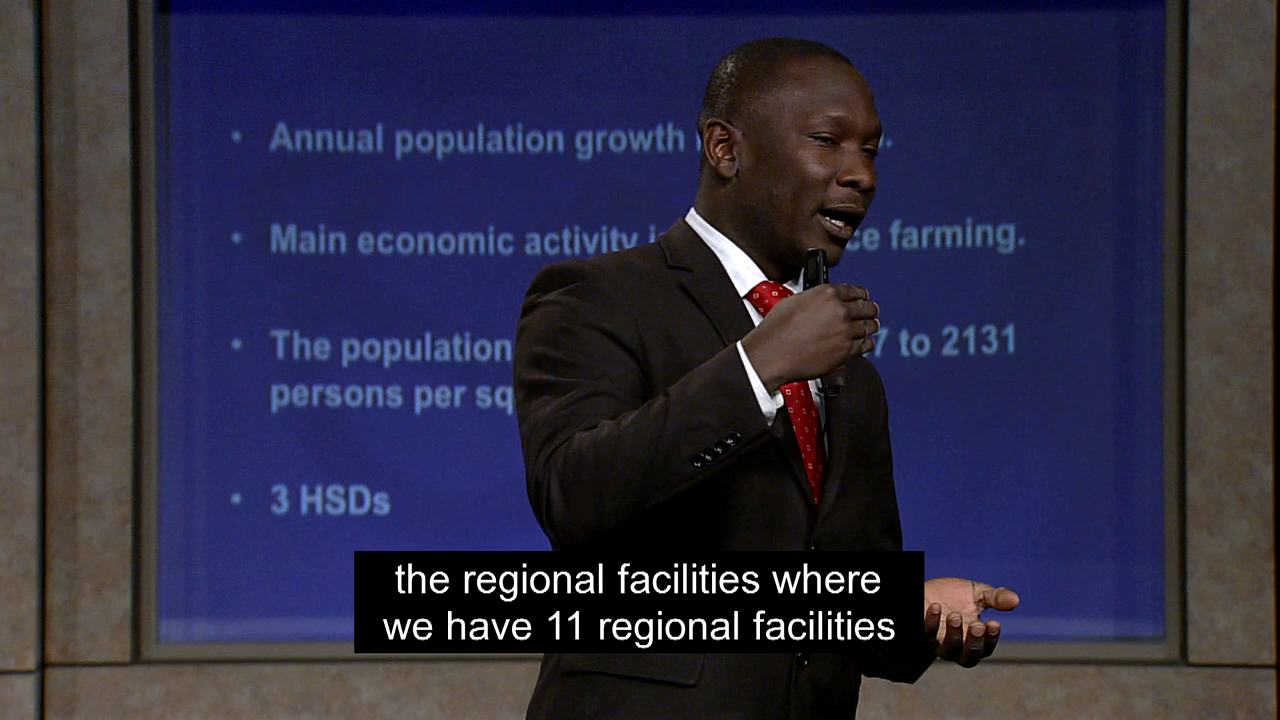 • Annual population growth
• Main economic activity ce farming.
• The population 7 to 2131
persons per sq
• 3 HSDs
the regional facilities where
we have 11 regional facilities